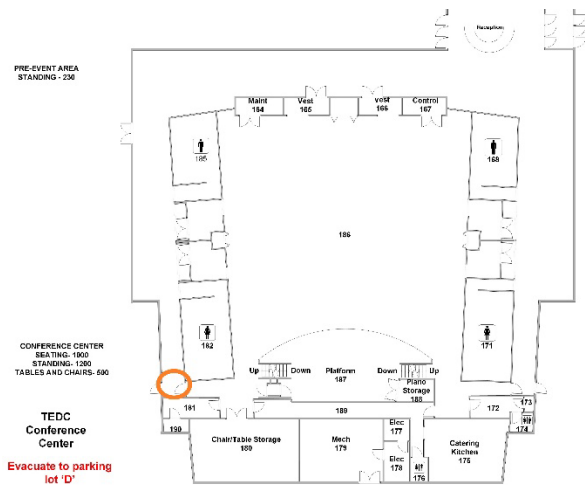 Reception
PRE-EVENT AREA
STANDING - 230
Maint
164
Vest
165
vest
166
Control
167
185
168
186
182
171
CONFERENCE CENTER
SEATING- 1000
STANDING- 1200
TABLES AND CHAIRS- 500
Up
Down
Platform
187
Down
Up
Piano
Storage
188
TEDC
Conference
Center
181
189
172
173
174
190
Chair/Table Storage
180
Mech
179
Elec
177
Elec
178
176
Catering
Kitchen
175
Evacuate to parking
lot 'D'